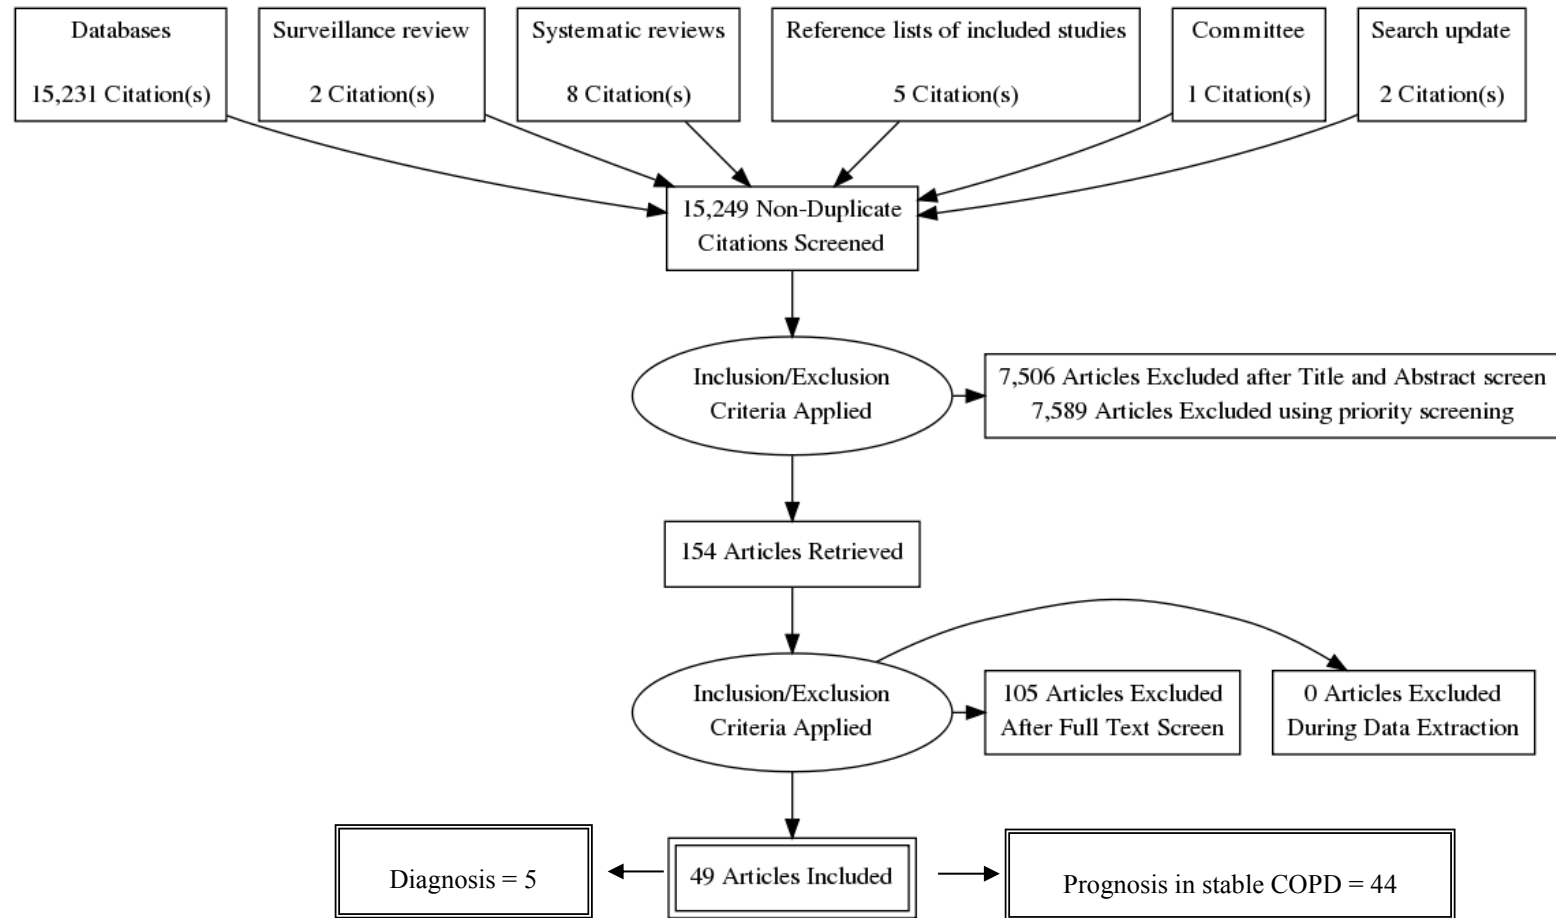 Databases
15,231 Citation(s)
Surveillance review
2 Citation(s)
Systematic reviews
8 Citation(s)
Reference lists of included studies
5 Citation(s)
Committee
1 Citation(s)
Search update
2 Citation(s)
15,249 Non-Duplicate
Citations Screened
Inclusion/Exclusion
Criteria Applied
7,506 Articles Excluded after Title and Abstract screen
7,589 Articles Excluded using priority screening
154 Articles Retrieved
Inclusion/Exclusion
Criteria Applied
105 Articles Excluded
After Full Text Screen
0 Articles Excluded
During Data Extraction
Diagnosis = 5
49 Articles Included
Prognosis in stable COPD = 44